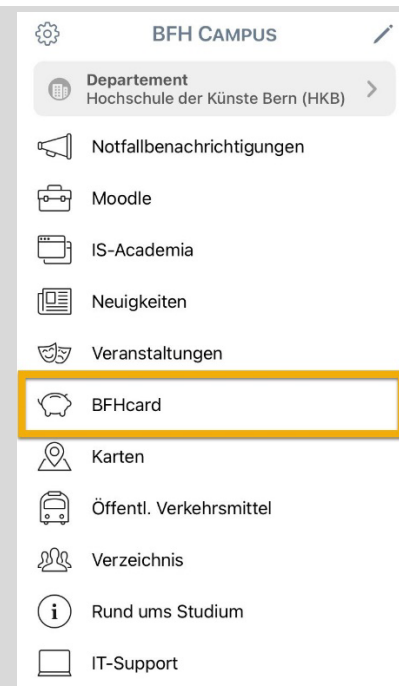 BFH CAMPUS
Departement
Hochschule der Künste Bern (HKB)
Notfallbenachrichtigungen
Moodle
IS-Academia
Neuigkeiten
Veranstaltungen
BFHcard
Karten
Öffentl. Verkehrsmittel
Verzeichnis
Rund ums Studium
IT-Support